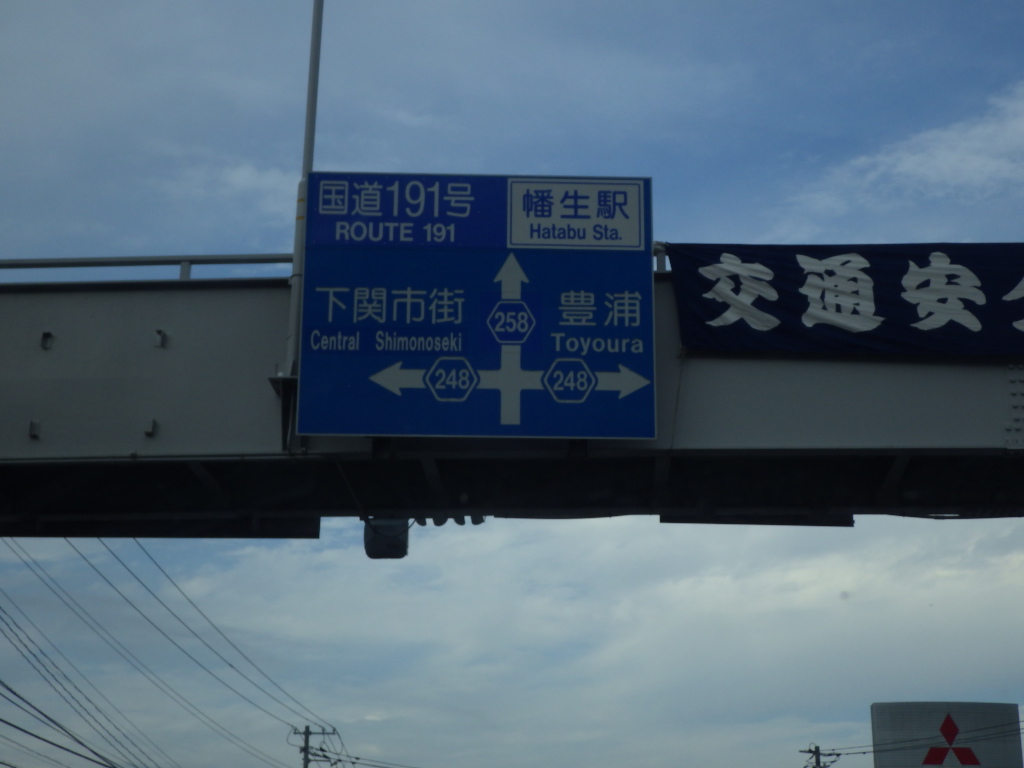 国道191号
ROUTE 191
幡生駅
Hatabu Sta.
下関市街
Central Shimonoseki
258
豊浦
Toyoura
248
248
交通安